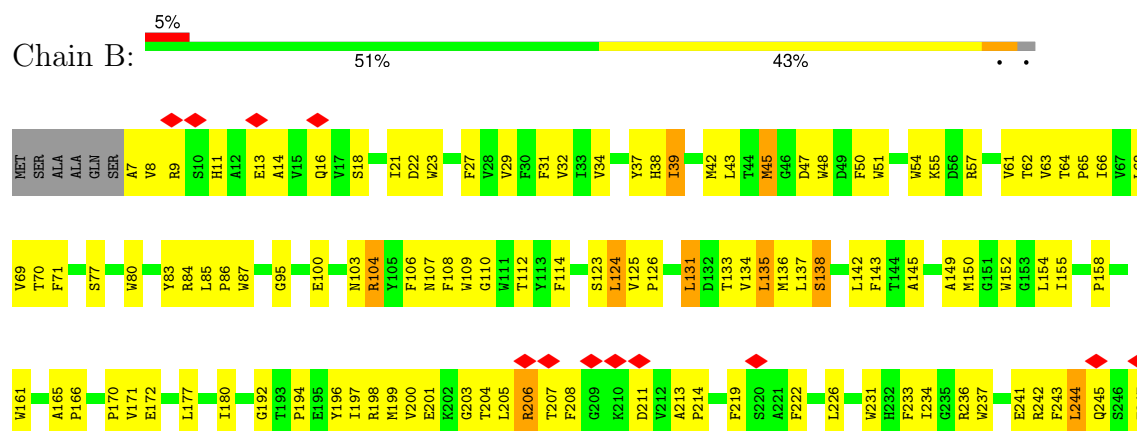 5%
Chain B:
51% 43% • •
MET SER ALA ALA GLN SER A7 V8 R9 S10 H11 A12 E13 A14 V15 Q16 V17 S18 I21 D22 W23 F27 V28 V29 F30 F31 V32 I33 V34 Y37 H38 I39 M42 L43 T44 M45 G46 D47 W48 D49 F50 W51 W54 K55 D56 R57 V61 T62 V63 T64 P65 I66 V67
V69 T70 F71 S77 W80 Y83 R84 L85 P86 W87 G95 E100 N103 R104 Y105 F106 N107 F108 W109 G110 W111 T112 Y113 F114 S123 L124 V125 P126 L131 D132 T133 V134 L135 M136 L137 S138 L142 F143 T144 A145 A149 M150 G151 W152 G153 L154 I155 P158
W161 A165 P166 P170 V171 E172 L177 I180 G192 T193 P194 E195 Y196 I197 R198 M199 V200 E201 K202 G203 T204 L205 R206 T207 F208 G209 K210 D211 V212 A213 P214 F219 S220 A221 F222 L226 W231 H232 F233 I234 G235 R236 W237 E241 R242 F243 L244 Q245 S246